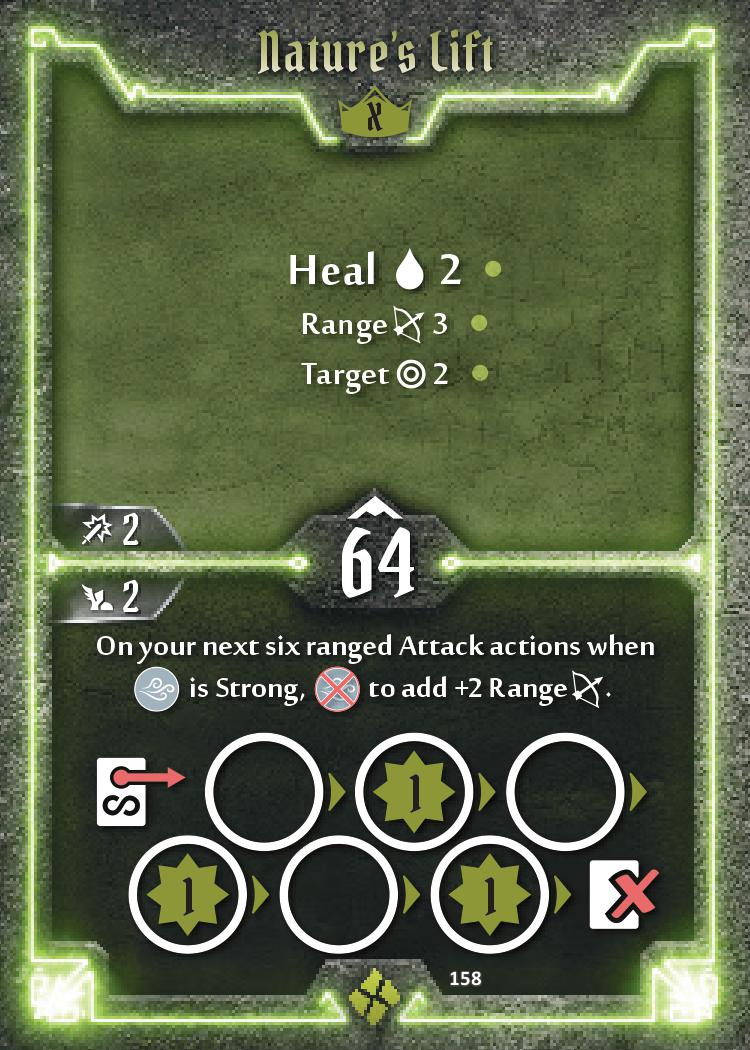 Nature's Lift
X
Heal 2
Range 3
Target 2
2
64
2
On your next six ranged Attack actions when
is Strong, to add +2 Range.
1
1 1
158